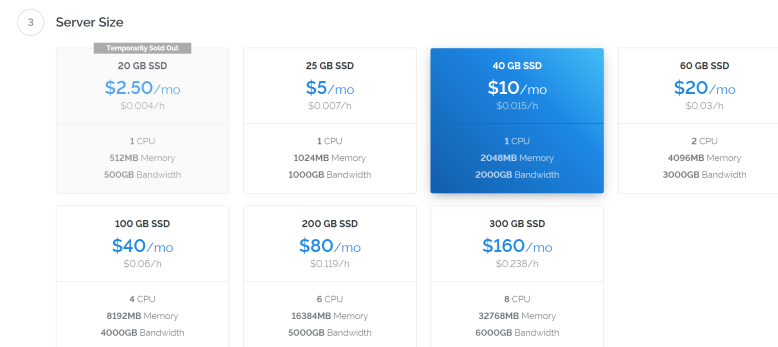 3 Server Size
Temporarily Sold Out
20 GB SSD
$2.50/mo
$0.004/h
1 CPU
512MB Memory
500GB Bandwidth
25 GB SSD
$5/mo
$0.007/h
1 CPU
1024MB Memory
1000GB Bandwidth
40 GB SSD
$10/mo
$0.015/h
1 CPU
2048MB Memory
2000GB Bandwidth
60 GB SSD
$20/mo
$0.03/h
2 CPU
4096MB Memory
3000GB Bandwidth
100 GB SSD
$40/mo
$0.06/h
4 CPU
8192MB Memory
4000GB Bandwidth
200 GB SSD
$80/mo
$0.119/h
6 CPU
16384MB Memory
5000GB Bandwidth
300 GB SSD
$160/mo
$0.238/h
8 CPU
32768MB Memory
6000GB Bandwidth